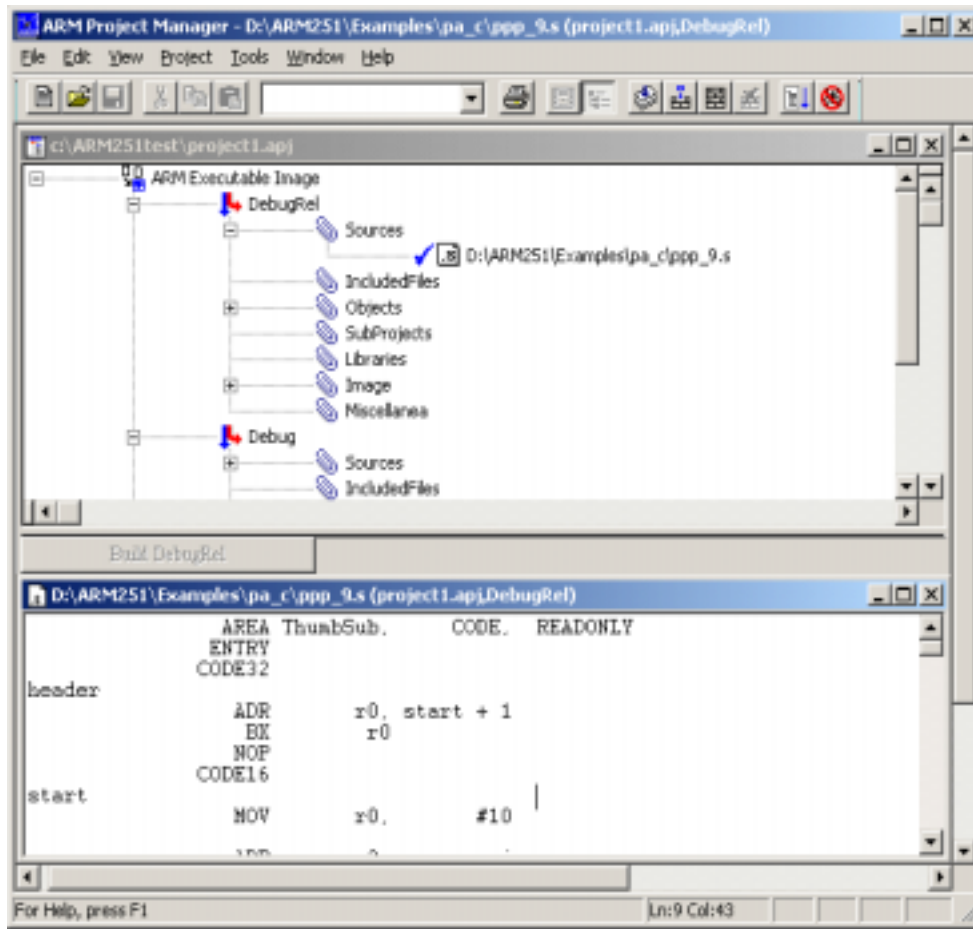 ARM Project Manager - D:\ARM251\Examples\pa_c\ppp_9.s (project1.apj,DebugRel)
File Edit View Project Tools Window Help
c:\ARM251test\project1.apj
ARM Executable Image
DebugRel
Sources
D:\ARM251\Examples\pa_c\ppp_9.s
IncludedFiles
Objects
SubProjects
Libraries
Image
Miscellanea
Debug
Sources
IncludedFiles
Build DebugRel
D:\ARM251\Examples\pa_c\ppp_9.s (project1.apj,DebugRel)
AREA ThumbSub, CODE, READONLY
ENTRY
CODE32
header
ADR r0, start + 1
BX r0
NOP
CODE16
start
MOV r0, #10
For Help, press F1
Ln:9 Col:43